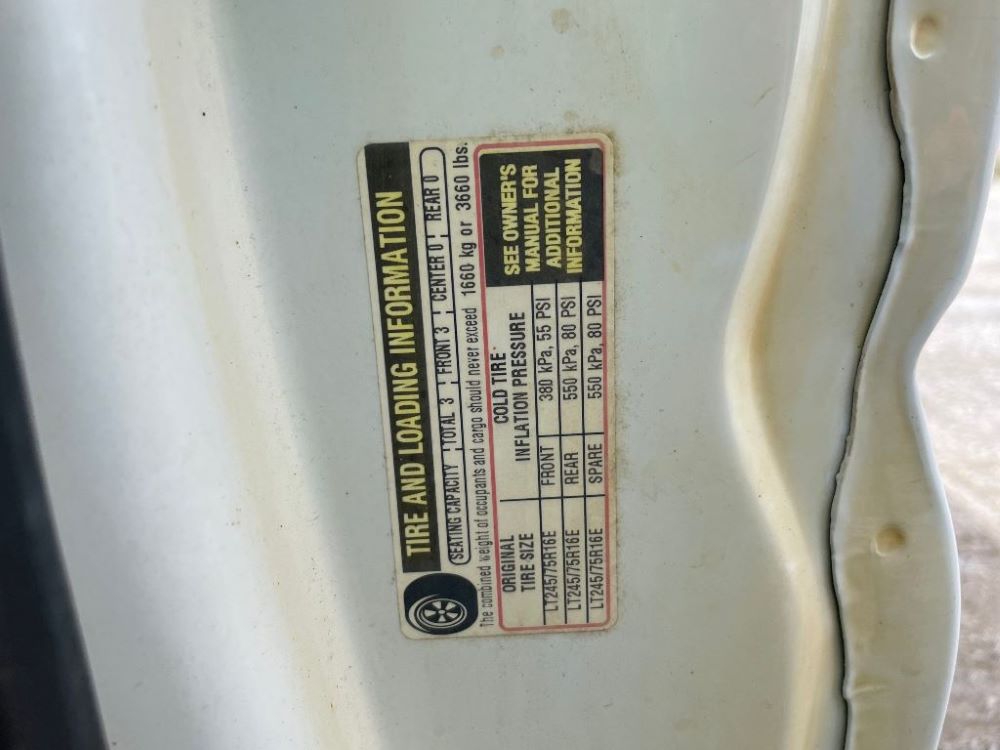 TIRE AND LOADING INFORMATION
SEATING CAPACITY TOTAL 3 FRONT 3 CENTER 0 REAR 0
The combined weight of occupants and cargo should never exceed 1660 kg or 3660 lbs.
ORIGINAL TIRE SIZE COLD TIRE INFLATION PRESSURE
LT245/75R16E FRONT 380 kPa, 55 PSI
LT245/75R16E REAR 550 kPa, 80 PSI
LT245/75R16E SPARE 550 kPa, 80 PSI
SEE OWNER'S
MANUAL FOR
ADDITIONAL
INFORMATION